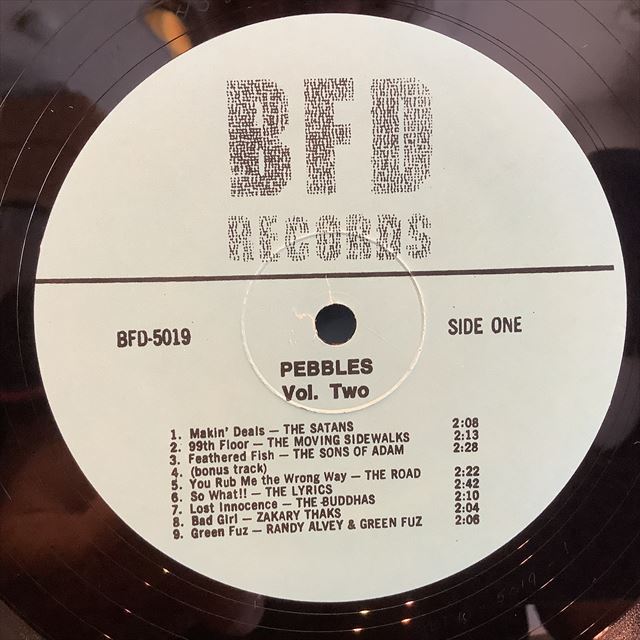 BFD
RECORDS
BFD-5019
SIDE ONE
PEBBLES
Vol. Two
1. Makin' Deals — THE SATANS 2:08
2. 99th Floor — THE MOVING SIDEWALKS 2:13
3. Feathered Fish — THE SONS OF ADAM 2:28
4. (bonus track)
5. You Rub Me the Wrong Way — THE ROAD 2:22
6. So What!! — THE LYRICS 2:42
7. Lost Innocence — THE BUDDHAS 2:10
8. Bad Girl — ZAKARY THAKS 2:04
9. Green Fuz — RANDY ALVEY & GREEN FUZ 2:06